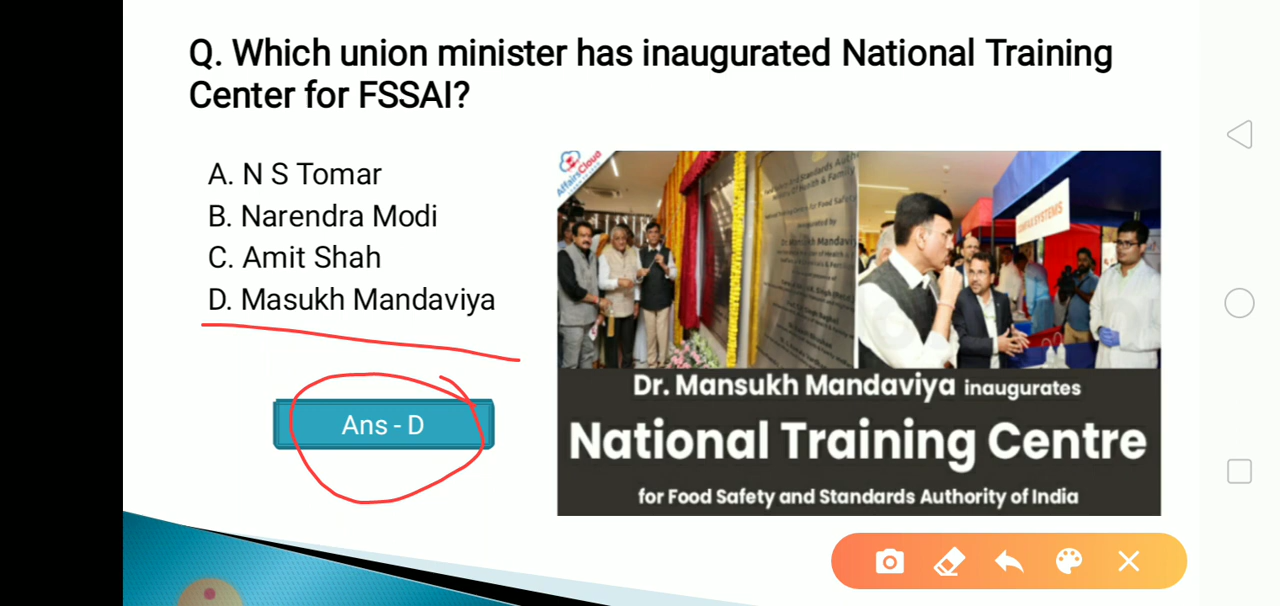 Q. Which union minister has inaugurated National Training
Center for FSSAI?
A. N S Tomar
B. Narendra Modi
C. Amit Shah
D. Masukh Mandaviya
Ans - D
AffairsCloud
Dr. Mansukh Mandaviya inaugurates
National Training Centre
for Food Safety and Standards Authority of India